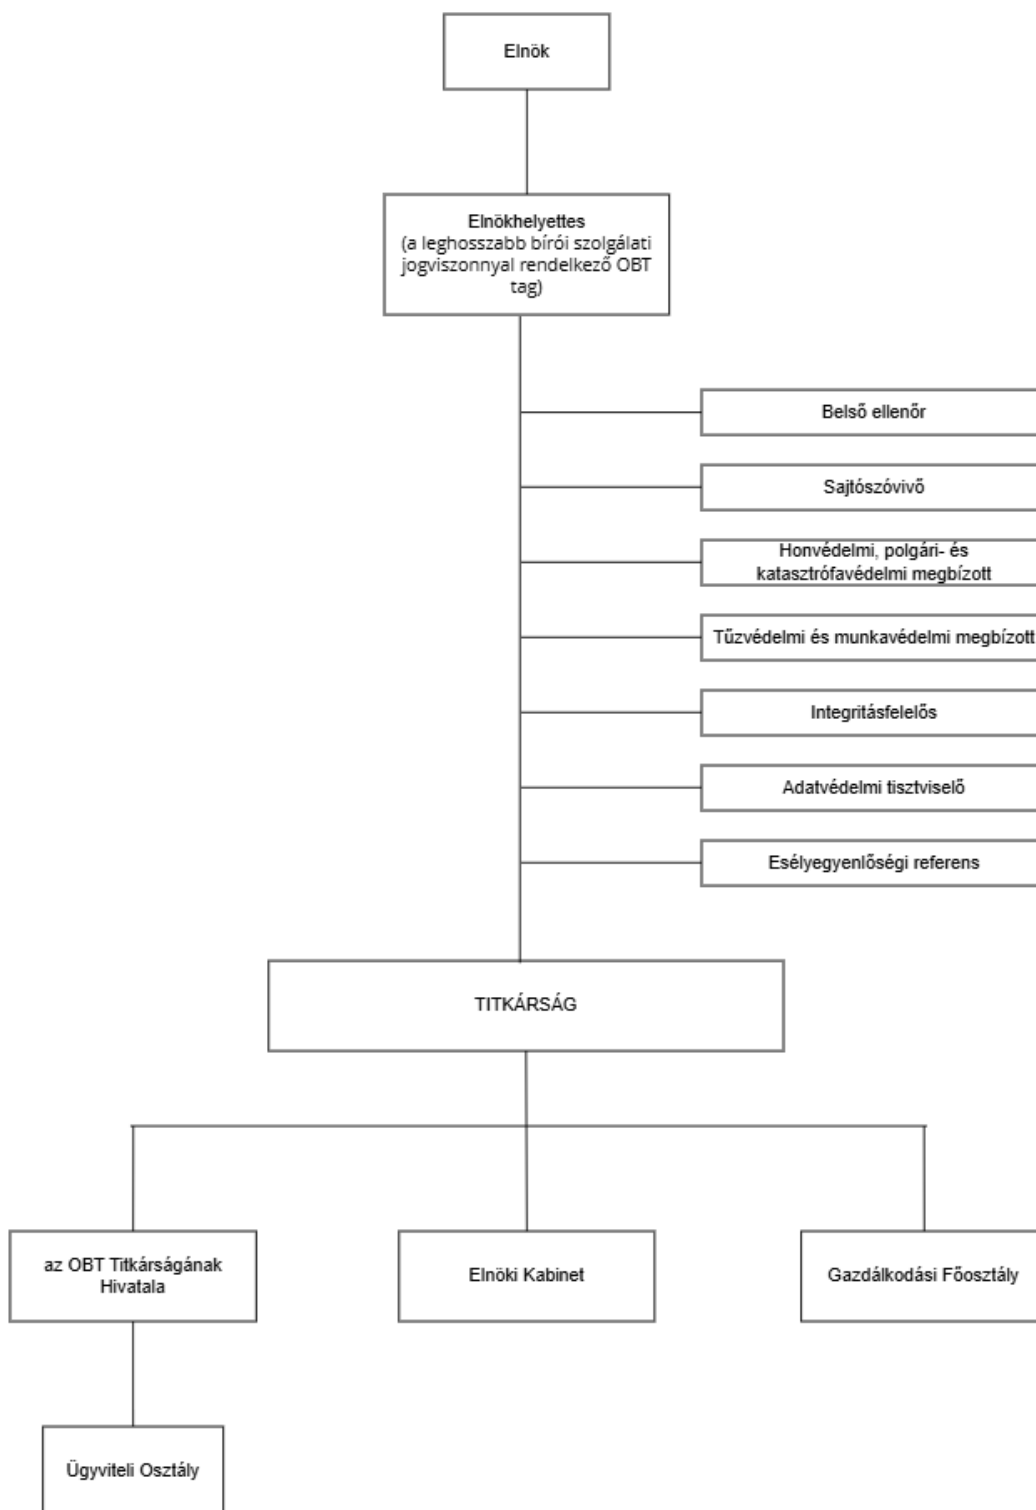 Elnök
Elnökhelyettes
(a leghosszabb bírói szolgálati
jogviszonnyal rendelkező OBT
tag)
Belső ellenőr
Sajtószóvivő
Honvédelmi, polgári- és
katasztrófavédelmi megbízott
Tűzvédelmi és munkavédelmi megbízott
Integritásfelelős
Adatvédelmi tisztviselő
Esélyegyenlőségi referens
TITKÁRSÁG
az OBT Titkárságának
Hivatala
Elnöki Kabinet
Gazdálkodási Főosztály
Ügyviteli Osztály